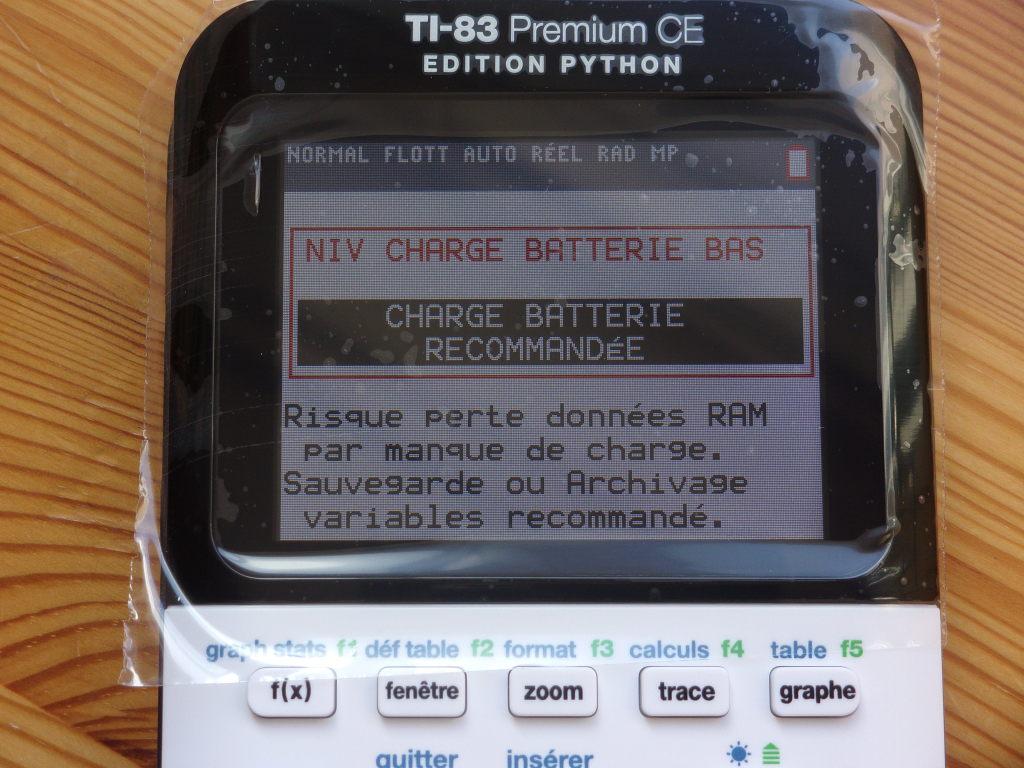 TI-83 Premium CE
EDITION PYTHON
NORMAL FLOTT AUTO RÉEL RAD MP
NIV CHARGE BATTERIE BAS
CHARGE BATTERIE
RECOMMANDÉE
Risque perte données RAM
par manque de charge.
Sauvegarde ou Archivage
variables recommandé.
graph stats f1 déf table f2 format f3 calculs f4 table f5
f(x) fenêtre zoom trace graphe
quitter insérer